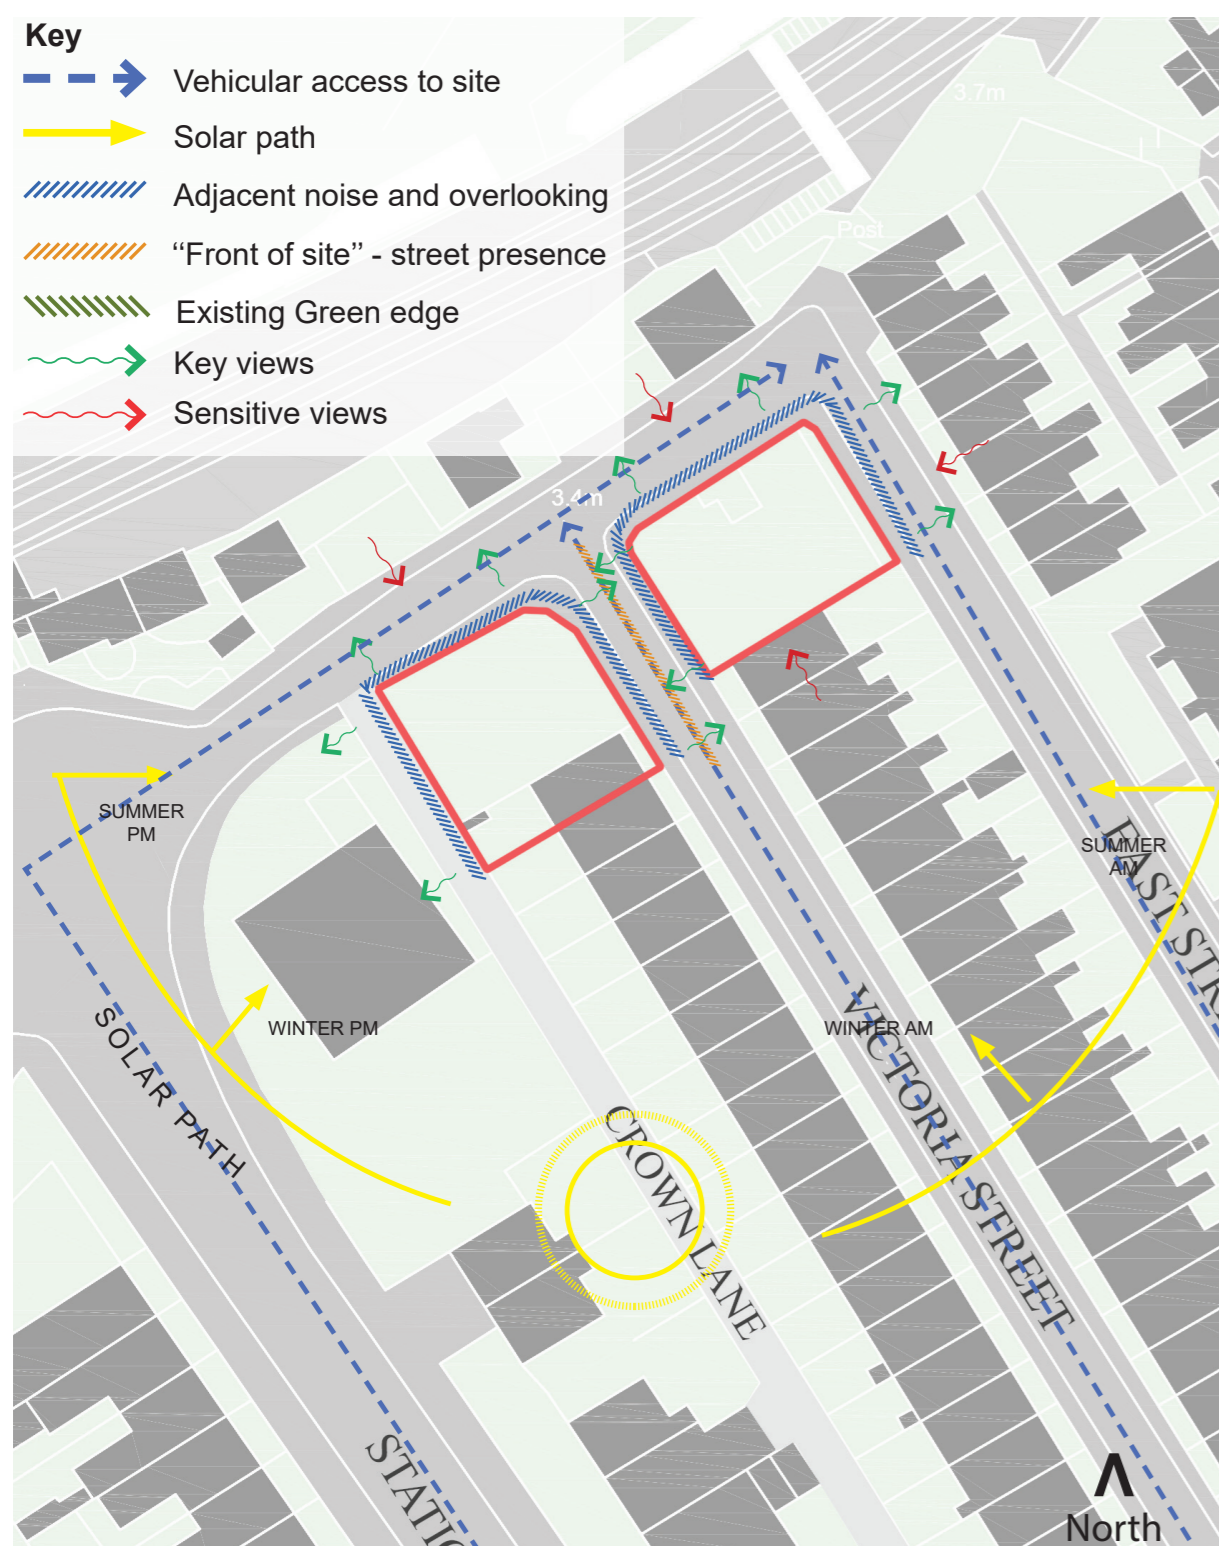 Key
Vehicular access to site
Solar path
Adjacent noise and overlooking
‘‘Front of site’’ - street presence
Existing Green edge
Key views
Sensitive views
3.7m
Post
3.4m
SUMMER
PM
SUMMER
AM
EAST STR
WINTER PM
WINTER AM
SOLAR PATH
VICTORIA STREET
CROWN LANE
STATIO
North